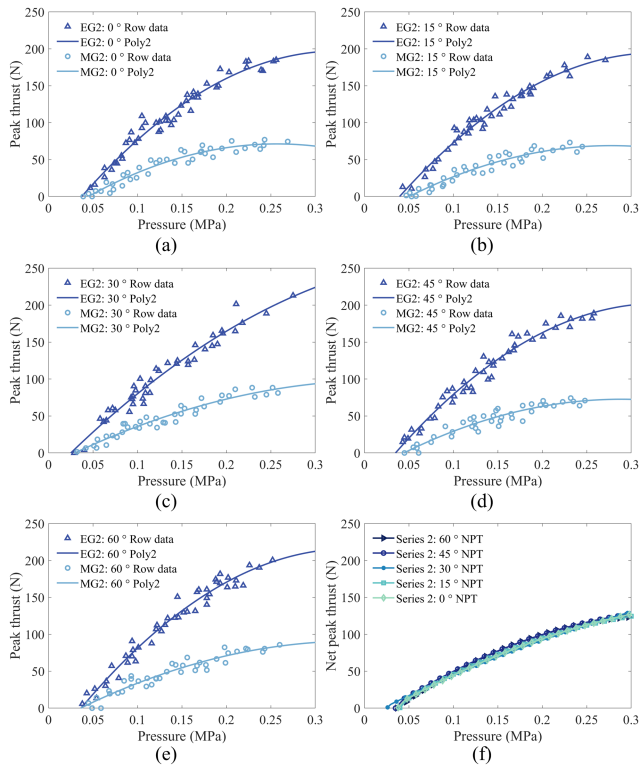 EG2: 0 ° Row data
EG2: 0 ° Poly2
MG2: 0 ° Row data
MG2: 0 ° Poly2
Peak thrust (N)
250
200
150
100
50
0
0 0.05 0.1 0.15 0.2 0.25 0.3
Pressure (MPa)
(a)
EG2: 15 ° Row data
EG2: 15 ° Poly2
MG2: 15 ° Row data
MG2: 15 ° Poly2
Peak thrust (N)
250
200
150
100
50
0
0 0.05 0.1 0.15 0.2 0.25 0.3
Pressure (MPa)
(b)
EG2: 30 ° Row data
EG2: 30 ° Poly2
MG2: 30 ° Row data
MG2: 30 ° Poly2
Peak thrust (N)
250
200
150
100
50
0
0 0.05 0.1 0.15 0.2 0.25 0.3
Pressure (MPa)
(c)
EG2: 45 ° Row data
EG2: 45 ° Poly2
MG2: 45 ° Row data
MG2: 45 ° Poly2
Peak thrust (N)
250
200
150
100
50
0
0 0.05 0.1 0.15 0.2 0.25 0.3
Pressure (MPa)
(d)
EG2: 60 ° Row data
EG2: 60 ° Poly2
MG2: 60 ° Row data
MG2: 60 ° Poly2
Peak thrust (N)
250
200
150
100
50
0
0 0.05 0.1 0.15 0.2 0.25 0.3
Pressure (MPa)
(e)
Series 2: 60 ° NPT
Series 2: 45 ° NPT
Series 2: 30 ° NPT
Series 2: 15 ° NPT
Series 2: 0 ° NPT
Net peak thrust (N)
250
200
150
100
50
0
0 0.05 0.1 0.15 0.2 0.25 0.3
Pressure (MPa)
(f)